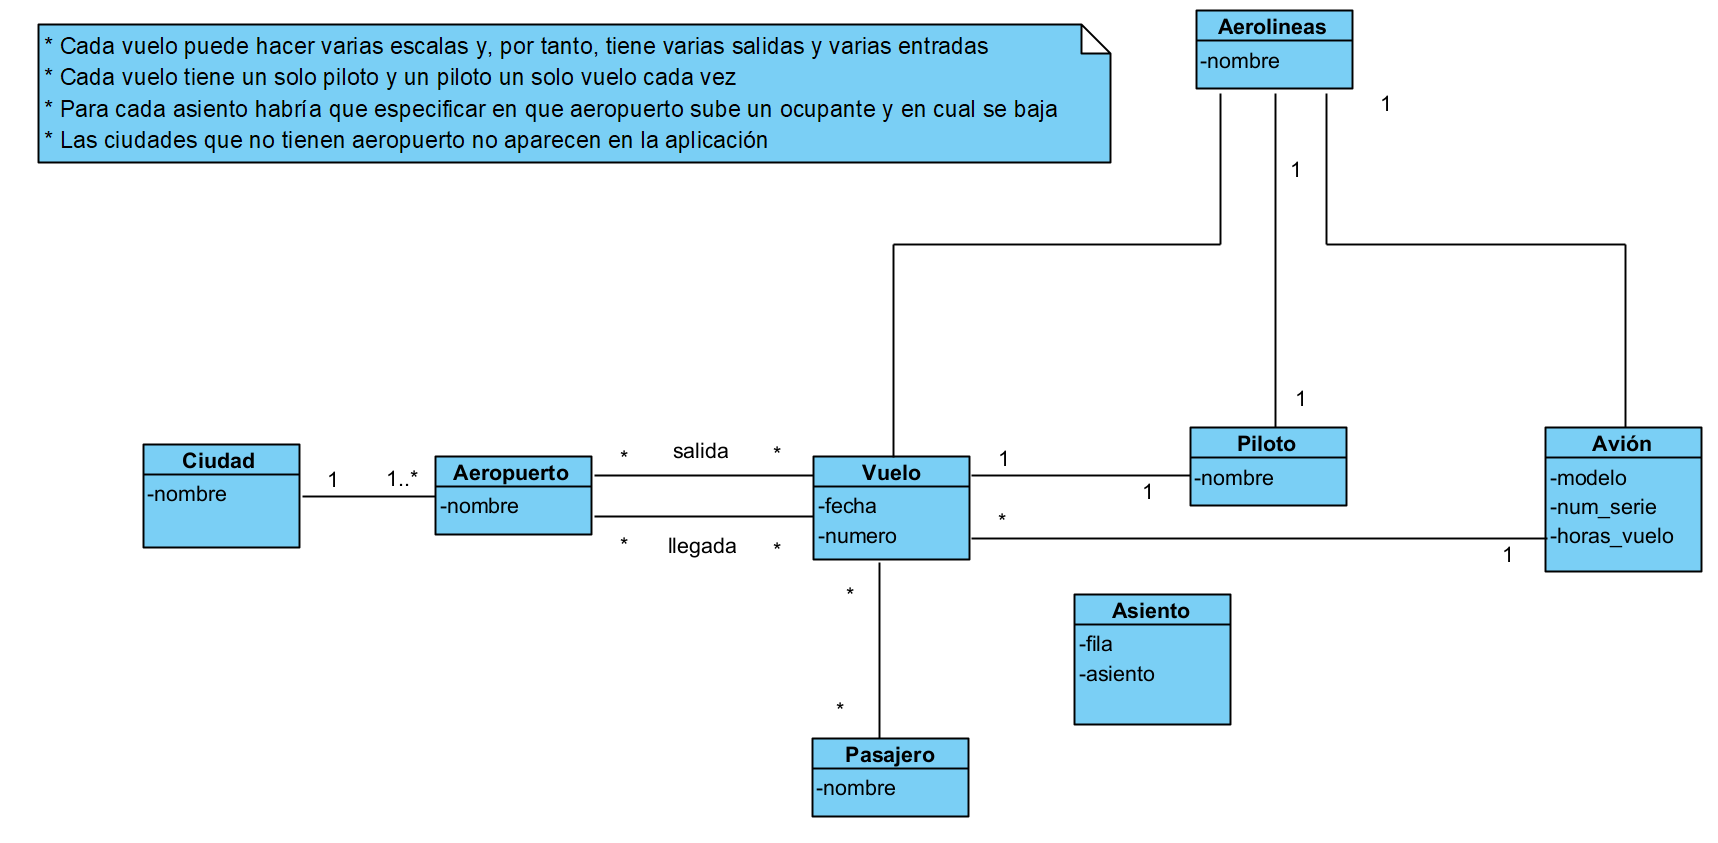 * Cada vuelo puede hacer varias escalas y, por tanto, tiene varias salidas y varias entradas
* Cada vuelo tiene un solo piloto y un piloto un solo vuelo cada vez
* Para cada asiento habría que especificar en que aeropuerto sube un ocupante y en cual se baja
* Las ciudades que no tienen aeropuerto no aparecen en la aplicación
Aerolineas
-nombre
1
1
1
Ciudad
-nombre
1
1..*
Aeropuerto
-nombre
*
salida
*
*
llegada
*
Vuelo
-fecha
-numero
1
1
*
1
Piloto
-nombre
Avión
-modelo
-num_serie
-horas_vuelo
Asiento
-fila
-asiento
*
*
Pasajero
-nombre